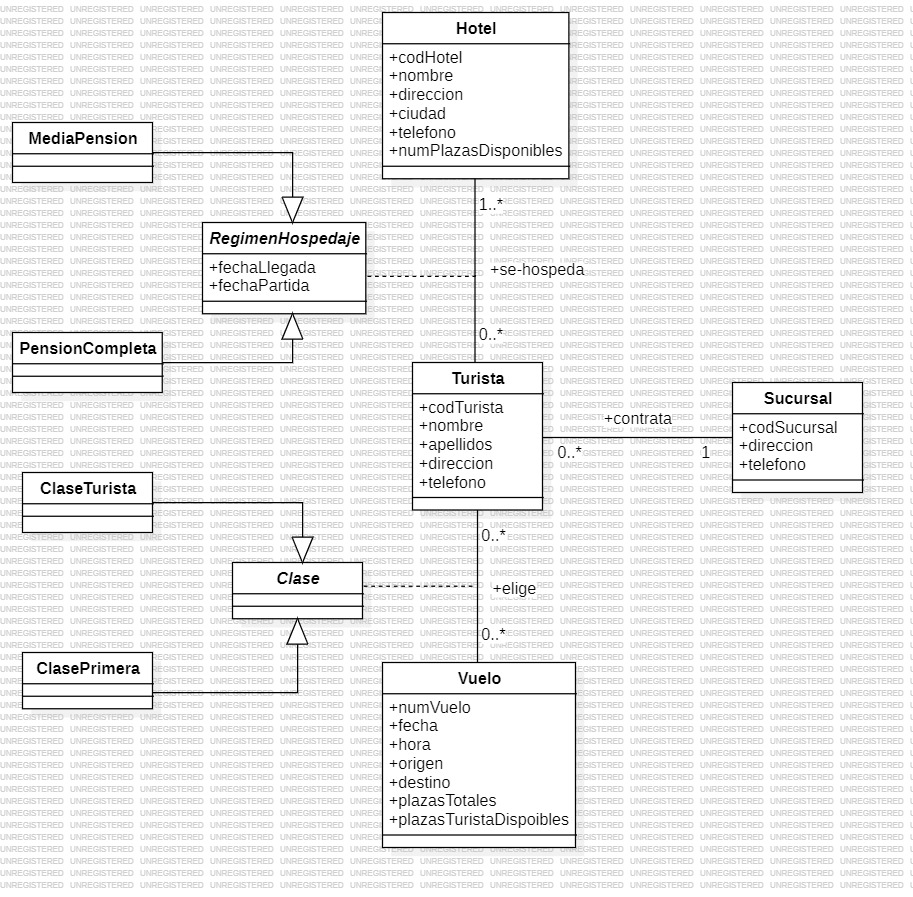 Hotel
+codHotel
+nombre
+direccion
+ciudad
+telefono
+numPlazasDisponibles
MediaPension
1..*
RegimenHospedaje
+fechaLlegada
+fechaPartida
+se-hospeda
0..*
PensionCompleta
Turista
+codTurista
+nombre
+apellidos
+direccion
+telefono
+contrata
0..*
1
Sucursal
+codSucursal
+direccion
+telefono
ClaseTurista
0..*
Clase
+elige
0..*
ClasePrimera
Vuelo
+numVuelo
+fecha
+hora
+origen
+destino
+plazasTotales
+plazasTuristaDispoibles
UNREGISTERED